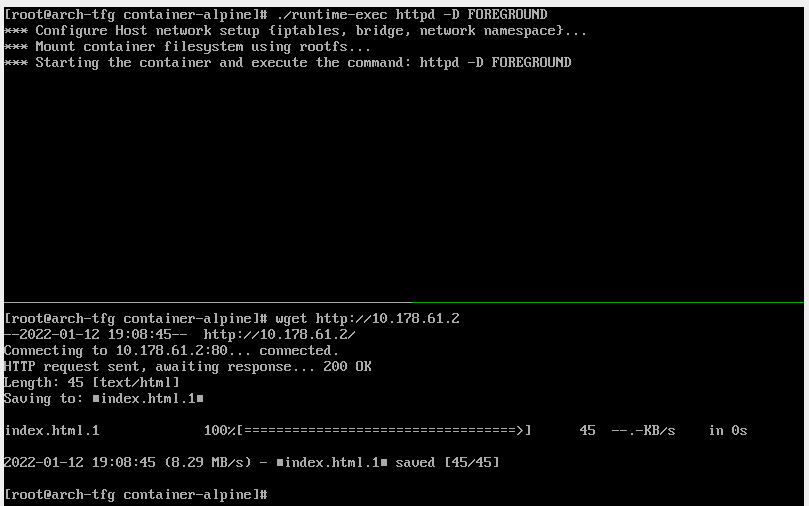 [root@arch-tfg container-alpine]# ./runtime-exec httpd -D FOREGROUND
*** Configure Host network setup {iptables, bridge, network namespace}...
*** Mount container filesystem using rootfs...
*** Starting the container and execute the command: httpd -D FOREGROUND
[root@arch-tfg container-alpine]# wget http://10.178.61.2
--2022-01-12 19:08:45--  http://10.178.61.2/
Connecting to 10.178.61.2:80... connected.
HTTP request sent, awaiting response... 200 OK
Length: 45 [text/html]
Saving to: ■index.html.1■
index.html.1             100%[==================================>]      45  --.-KB/s    in 0s
2022-01-12 19:08:45 (8.29 MB/s) - ■index.html.1■ saved [45/45]
[root@arch-tfg container-alpine]#